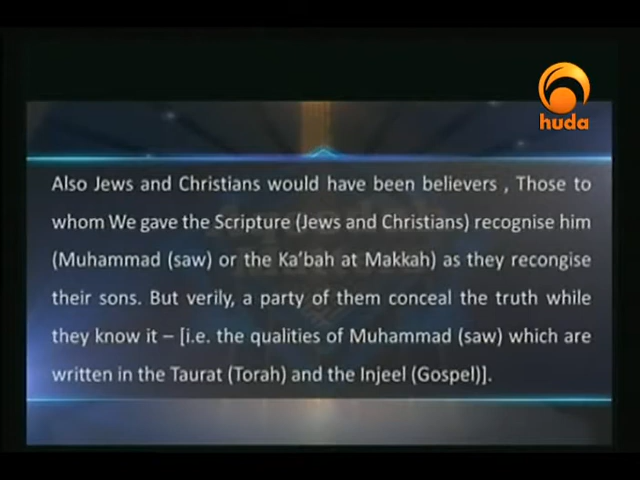 huda
Also Jews and Christians would have been believers , Those to
whom We gave the Scripture (Jews and Christians) recognise him
(Muhammad (saw) or the Ka'bah at Makkah) as they recongise
their sons. But verily, a party of them conceal the truth while
they know it – [i.e. the qualities of Muhammad (saw) which are
written in the Taurat (Torah) and the Injeel (Gospel)].